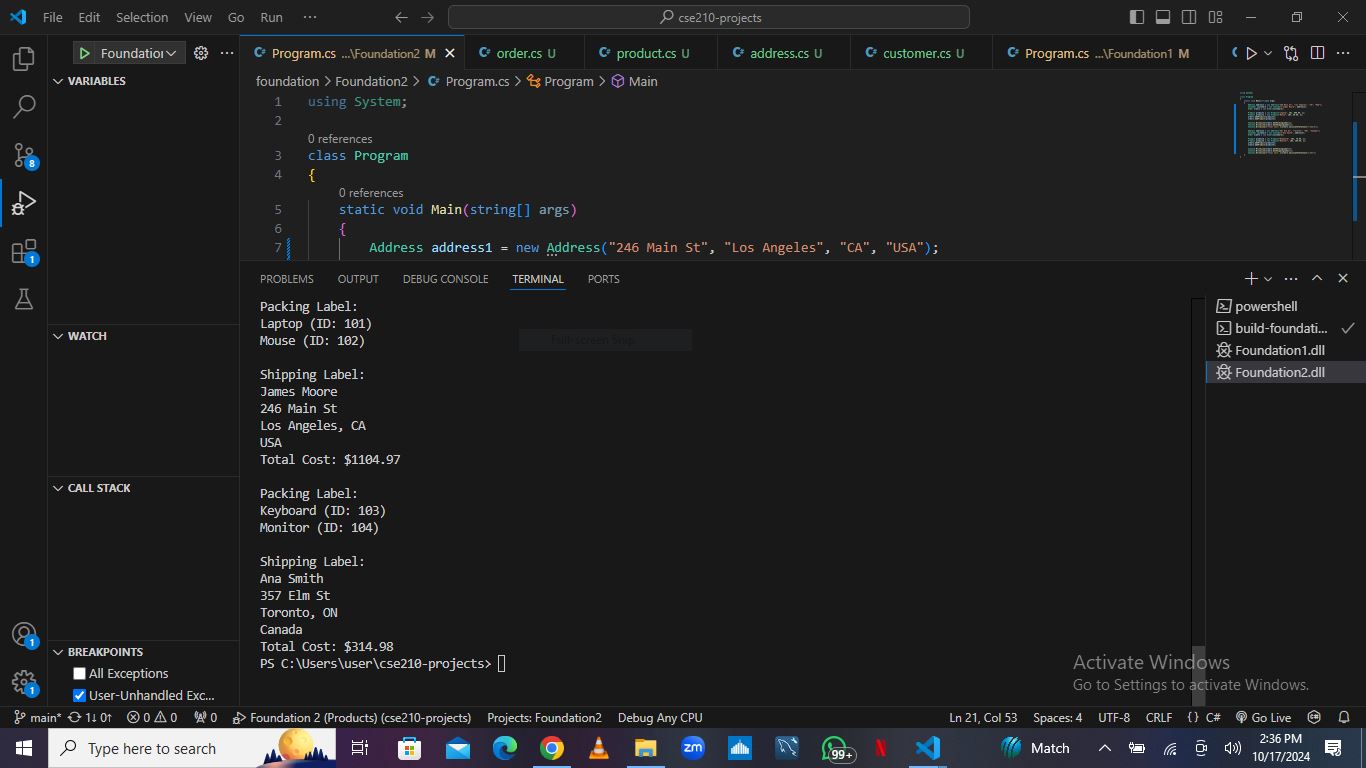 File Edit Selection View Go Run ··· cse210-projects
Foundation Program.cs ...\Foundation2 M order.cs U product.cs U address.cs U customer.cs U Program.cs ...\Foundation1 M
VARIABLES
foundation > Foundation2 > Program.cs > Program > Main
1 using System;
2
0 references
3 class Program
4 {
0 references
5 static void Main(string[] args)
6 {
7 Address address1 = new Address("246 Main St", "Los Angeles", "CA", "USA");
PROBLEMS OUTPUT DEBUG CONSOLE TERMINAL PORTS
Packing Label:
Laptop (ID: 101)
Mouse (ID: 102)
Full-screen Snip
Shipping Label:
James Moore
246 Main St
Los Angeles, CA
USA
Total Cost: $1104.97
Packing Label:
Keyboard (ID: 103)
Monitor (ID: 104)
Shipping Label:
Ana Smith
357 Elm St
Toronto, ON
Canada
Total Cost: $314.98
PS C:\Users\user\cse210-projects>
powershell
build-foundati...
Foundation1.dll
Foundation2.dll
WATCH
CALL STACK
BREAKPOINTS
All Exceptions
User-Unhandled Exc...
8
1
1
1
Activate Windows
Go to Settings to activate Windows.
main* 1↓ 0↑ 0 0 0 Foundation 2 (Products) (cse210-projects) Projects: Foundation2 Debug Any CPU Ln 21, Col 53 Spaces: 4 UTF-8 CRLF {} C# Go Live
Type here to search zm 99+ N Match 2:36 PM
10/17/2024